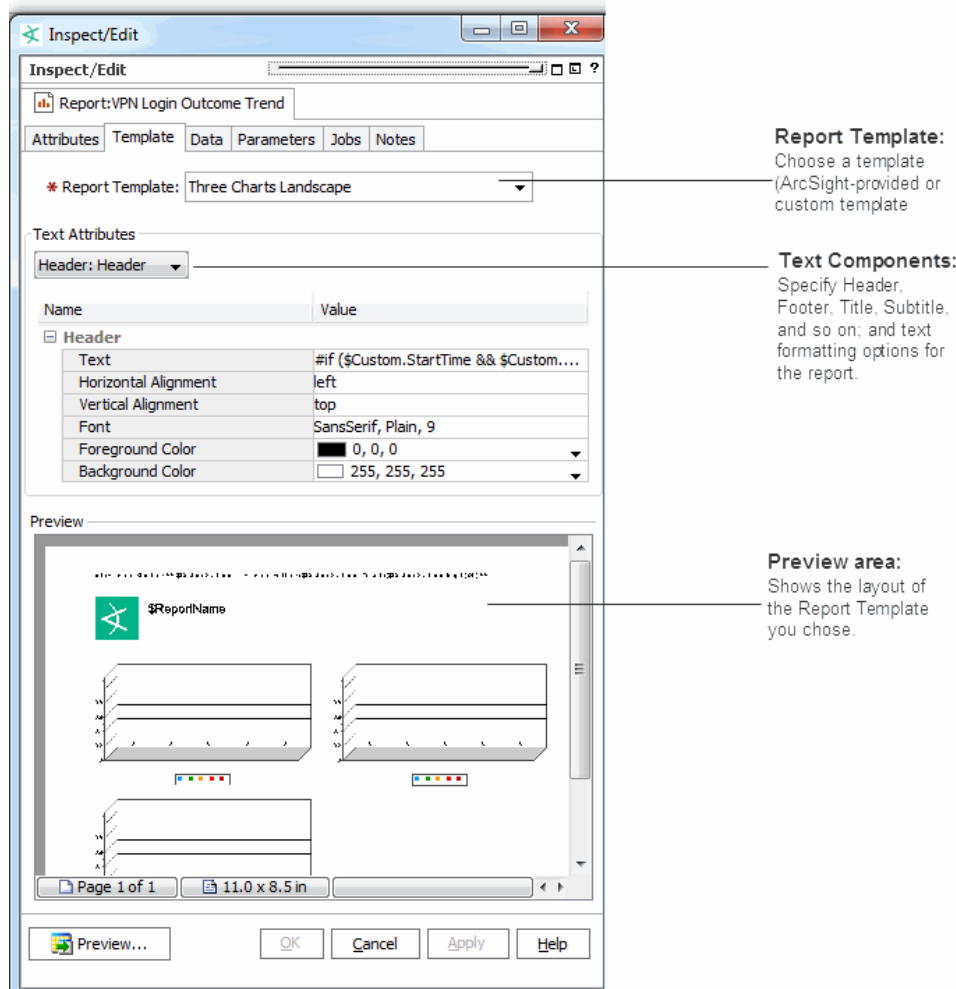 Inspect/Edit
Inspect/Edit
?
Report:VPN Login Outcome Trend
Attributes Template Data Parameters Jobs Notes
* Report Template: Three Charts Landscape
Text Attributes
Header: Header
Name Value
Header
Text #if ($Custom.StartTime && $Custom....
Horizontal Alignment left
Vertical Alignment top
Font SansSerif, Plain, 9
Foreground Color 0, 0, 0
Background Color 255, 255, 255
Preview
$ReportName
Page 1 of 1 11.0 x 8.5 in
Preview... OK Cancel Apply Help
Report Template:
Choose a template
(ArcSight-provided or
custom template
Text Components:
Specify Header,
Footer, Title, Subtitle,
and so on; and text
formatting options for
the report.
Preview area:
Shows the layout of
the Report Template
you chose.